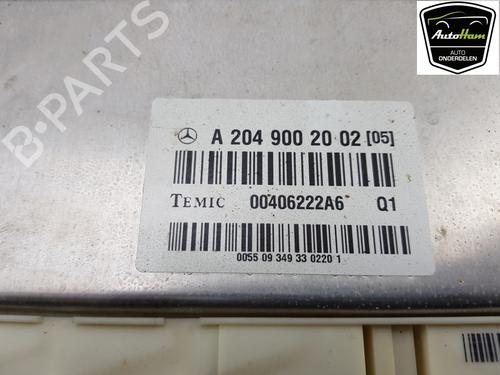 AutoHam
AUTO
ONDERDELEN
B-PARTS
A 204 900 20 02 [05]
TEMIC 00406222A6 Q1
0055 09 349 33 0220 1